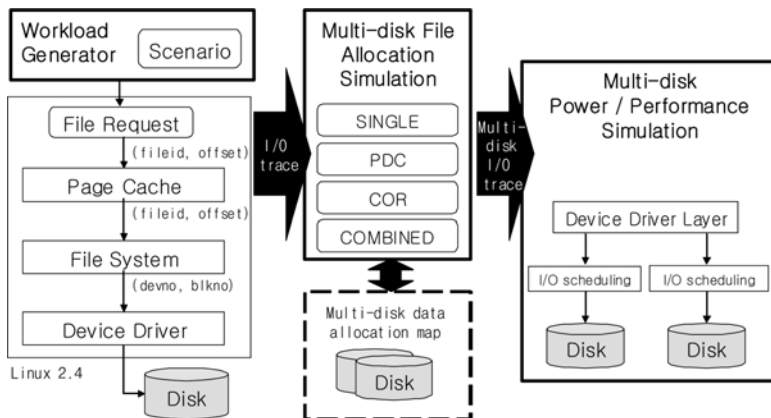 Workload
Generator
Scenario
File Request
(fileid, offset)
Page Cache
(fileid, offset)
File System
(devno, blkno)
Device Driver
Linux 2.4
Disk
I/O
trace
Multi-disk File
Allocation
Simulation
SINGLE
PDC
COR
COMBINED
Multi-disk data
allocation map
Disk
Multi-
disk
I/O
trace
Multi-disk
Power / Performance
Simulation
Device Driver Layer
I/O scheduling
I/O scheduling
Disk
Disk